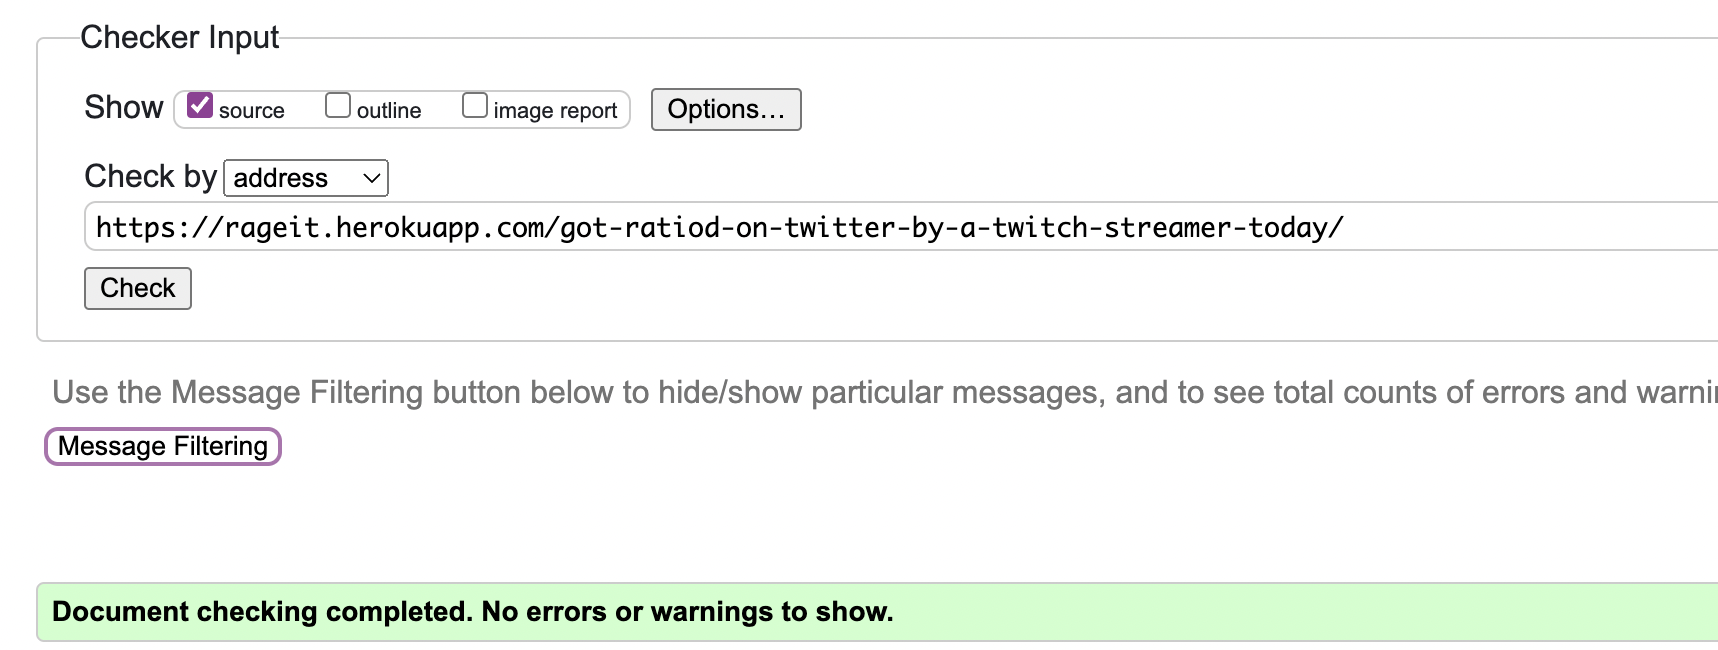 Checker Input
Show source outline image report Options...
Check by address
https://rageit.herokuapp.com/got-ratiod-on-twitter-by-a-twitch-streamer-today/
Check
Use the Message Filtering button below to hide/show particular messages, and to see total counts of errors and
Message Filtering
Document checking completed. No errors or warnings to show.